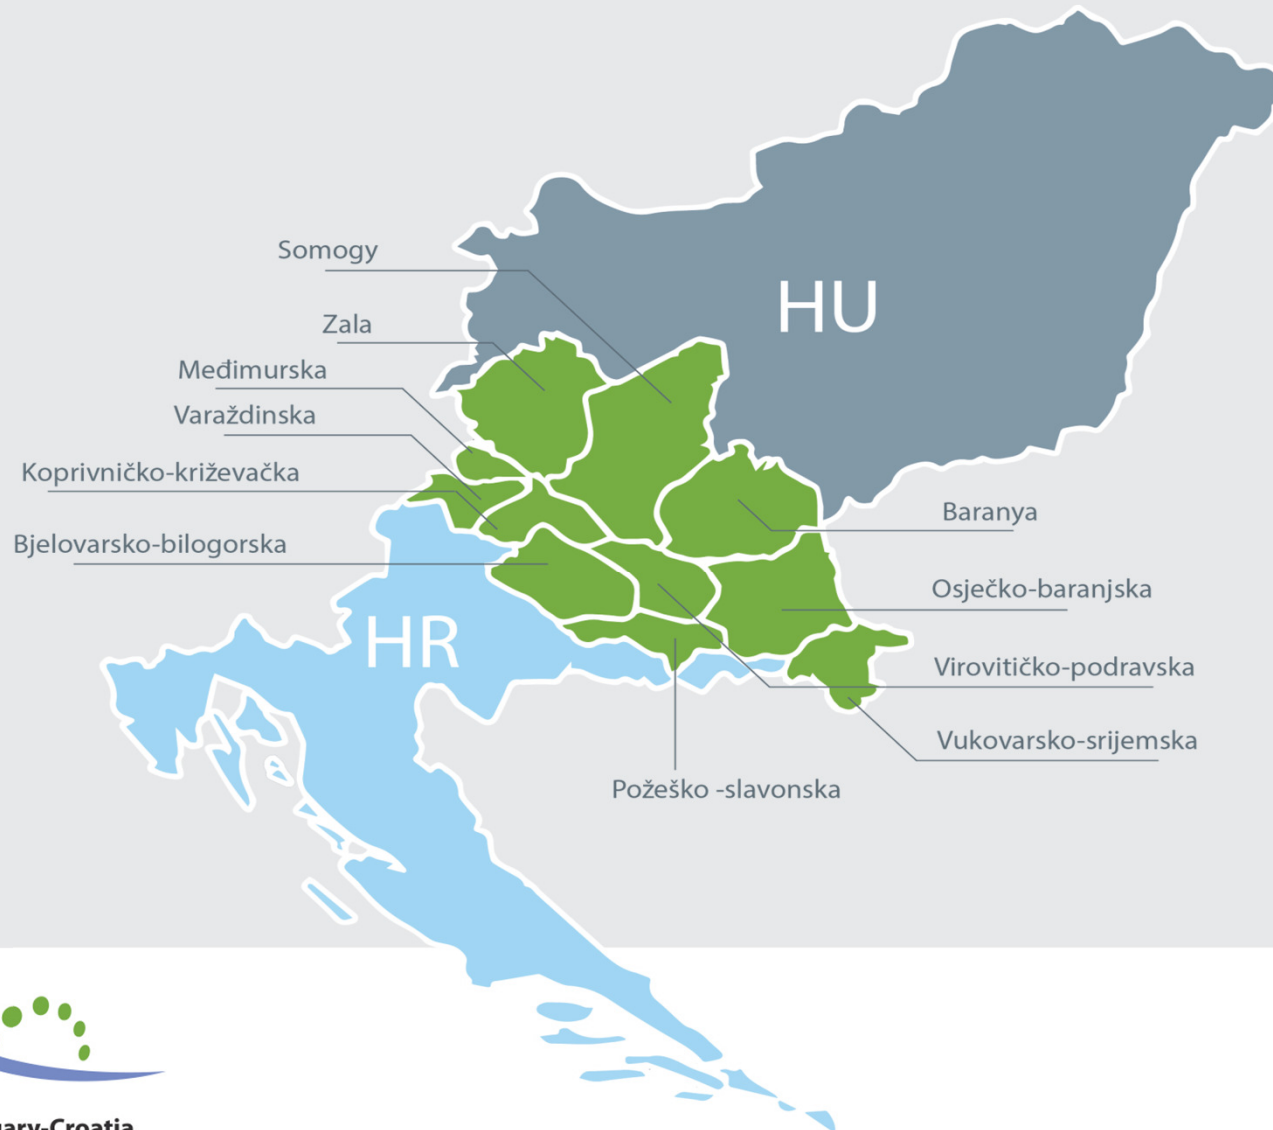 Somogy
HU
Zala
Međimurska
Varaždinska
Koprivničko-križevačka
Baranya
Bjelovarsko-bilogorska
Osječko-baranjska
HR
Virovitičko-podravska
Vukovarsko-srijemska
Požeško -slavonska
-Croatia